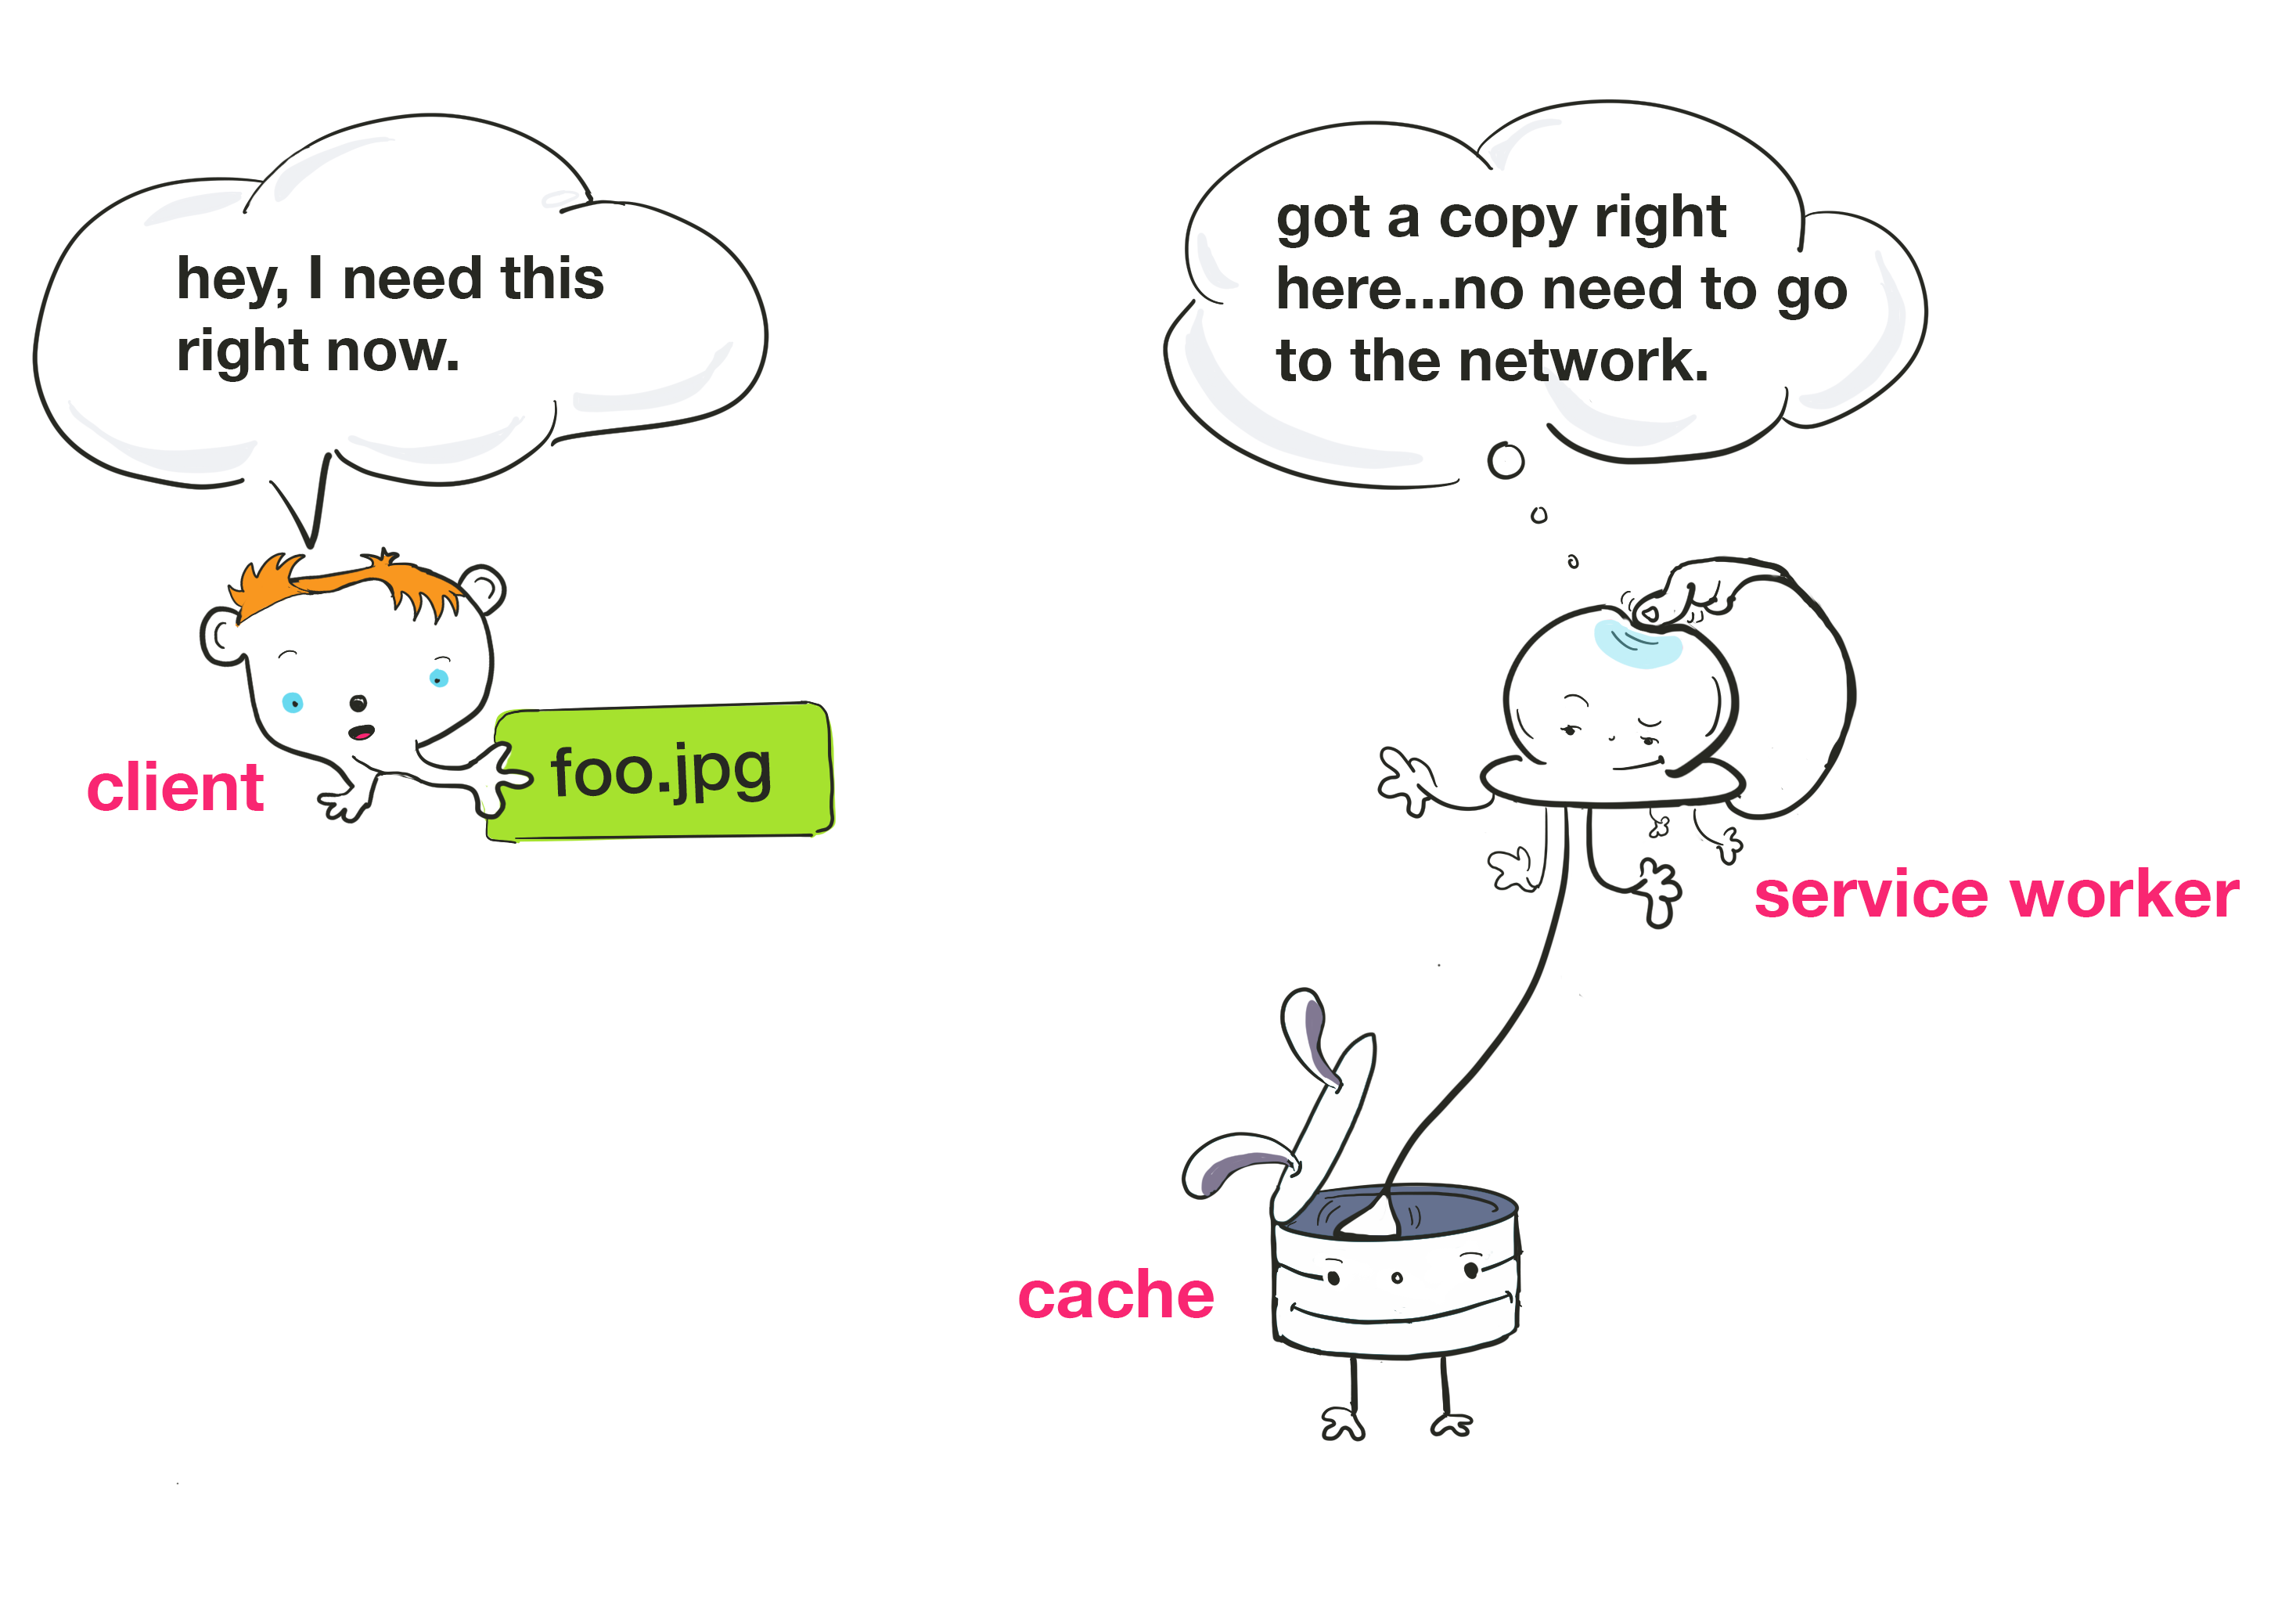 hey, I need this
right now.
got a copy right
here...no need to go
to the network.
client
foo.jpg
service worker
cache